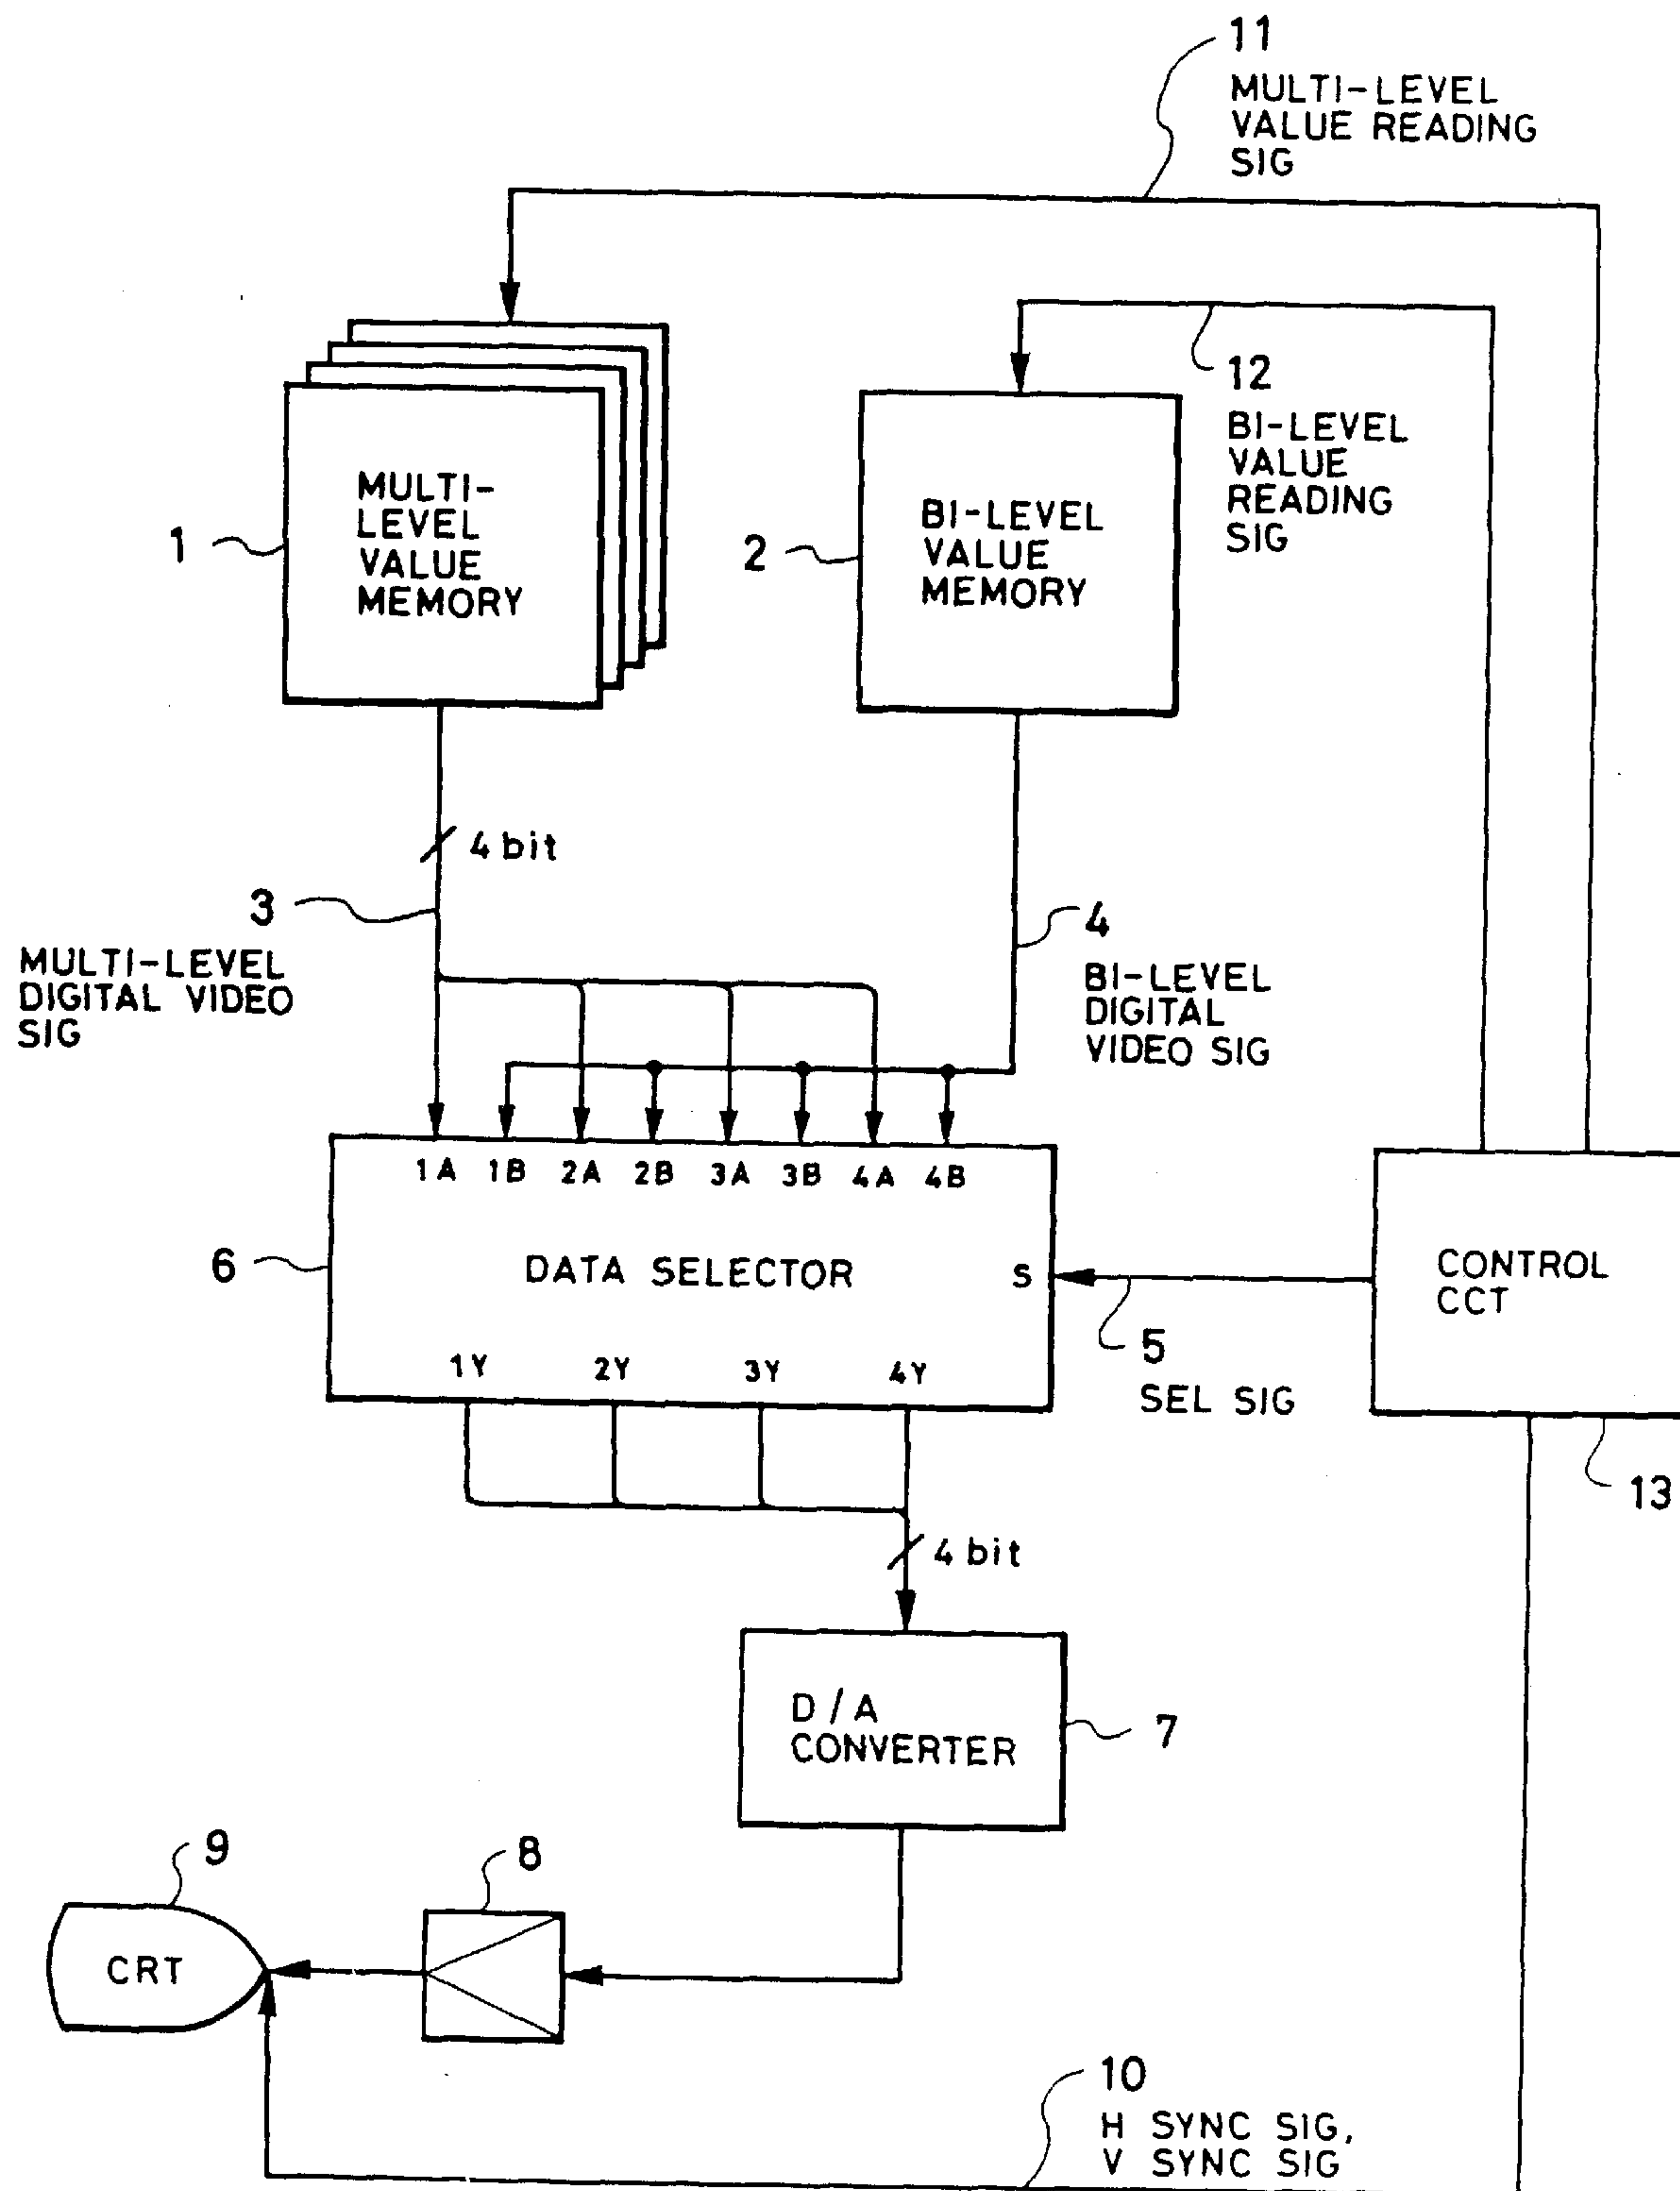 11
MULTI-LEVEL
VALUE READING
SIG
12
BI-LEVEL
VALUE
READING
SIG
1
MULTI-
LEVEL
VALUE
MEMORY
2
BI-LEVEL
VALUE
MEMORY
4 bit
3
MULTI-LEVEL
DIGITAL VIDEO
SIG
4
BI-LEVEL
DIGITAL
VIDEO SIG
1A 1B 2A 2B 3A 3B 4A 4B
6
DATA SELECTOR
S
1Y 2Y 3Y 4Y
5
SEL SIG
CONTROL
CCT
13
4 bit
D/A
CONVERTER
7
9
CRT
8
10
H SYNC SIG,
V SYNC SIG